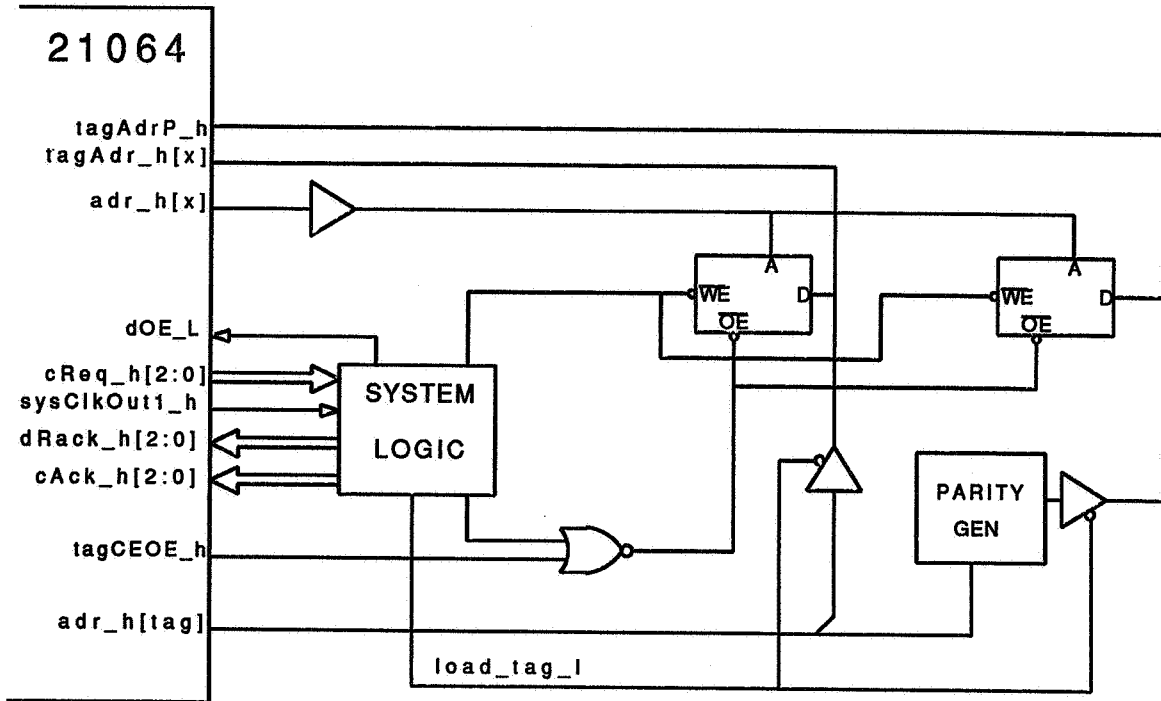 21064
tagAdrP_h
tagAdr_h[x]
adr_h[x]
A
WE
D
OE
A
WE
D
OE
dOE_L
cReq_h[2:0]
sysClkOut1_h
dRack_h[2:0]
cAck_h[2:0]
SYSTEM
LOGIC
PARITY
GEN
tagCEOE_h
adr_h[tag]
load_tag_l